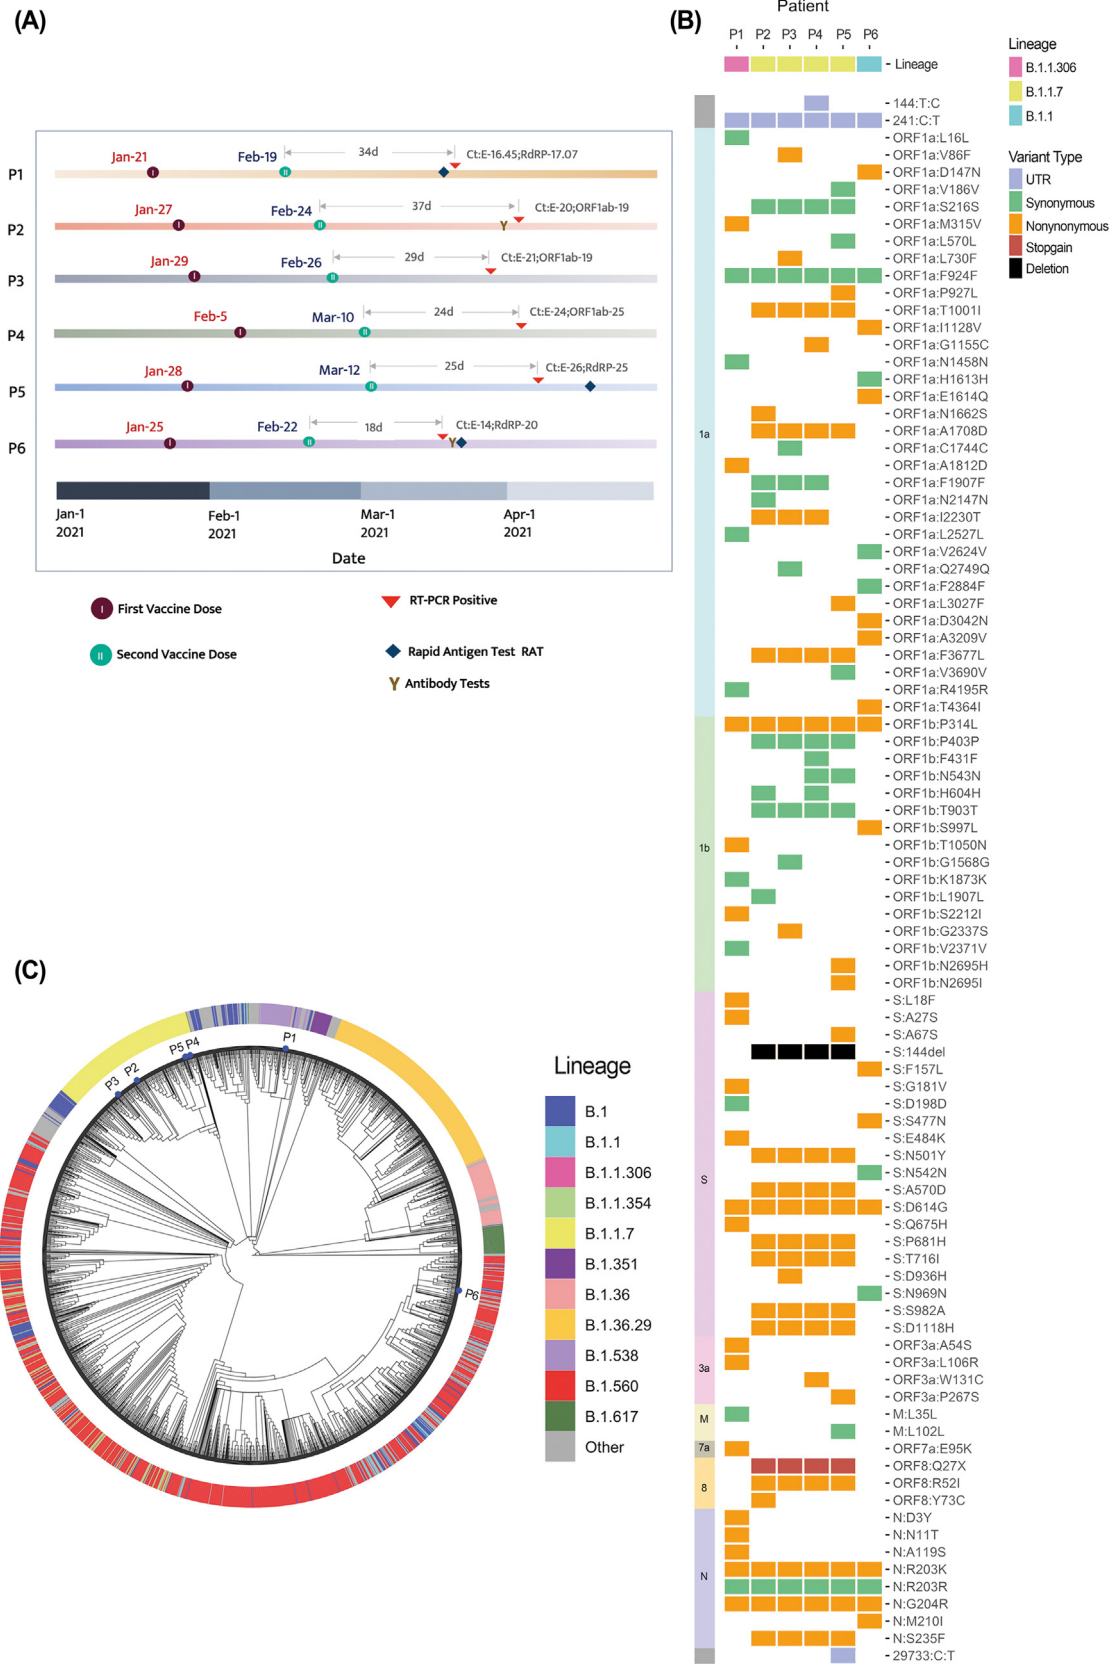 (A)
Jan-21
Feb-19
34d
Ct:E-16.45;RdRP-17.07
P1
I
II
Jan-27
Feb-24
37d
Ct:E-20;ORF1ab-19
P2
I
II
Jan-29
Feb-26
29d
Ct:E-21;ORF1ab-19
P3
I
II
Feb-5
Mar-10
24d
Ct:E-24;ORF1ab-25
P4
I
II
Jan-28
Mar-12
25d
Ct:E-26;RdRP-25
P5
I
II
Jan-25
Feb-22
18d
Ct:E-14;RdRP-20
P6
I
II
Jan-1 2021
Feb-1 2021
Mar-1 2021
Apr-1 2021
Date
I First Vaccine Dose
RT-PCR Positive
II Second Vaccine Dose
Rapid Antigen Test RAT
Antibody Tests
(B)
Patient
P1 P2 P3 P4 P5 P6
Lineage
144:T:C
241:C:T
ORF1a:L16L
ORF1a:V86F
ORF1a:D147N
ORF1a:V186V
ORF1a:S216S
ORF1a:M315V
ORF1a:L570L
ORF1a:L730F
ORF1a:F924F
ORF1a:P927L
ORF1a:T1001I
ORF1a:I1128V
ORF1a:G1155C
ORF1a:N1458N
ORF1a:H1613H
ORF1a:E1614Q
ORF1a:N1662S
ORF1a:A1708D
ORF1a:C1744C
ORF1a:A1812D
ORF1a:F1907F
ORF1a:N2147N
ORF1a:I2230T
ORF1a:L2527L
ORF1a:V2624V
ORF1a:Q2749Q
ORF1a:F2884F
ORF1a:L3027F
ORF1a:D3042N
ORF1a:A3209V
ORF1a:F3677L
ORF1a:V3690V
ORF1a:R4195R
ORF1a:T4364I
ORF1b:P314L
ORF1b:P403P
ORF1b:F431F
ORF1b:N543N
ORF1b:H604H
ORF1b:T903T
ORF1b:S997L
ORF1b:T1050N
ORF1b:G1568G
ORF1b:K1873K
ORF1b:L1907L
ORF1b:S2212I
ORF1b:G2337S
ORF1b:V2371V
ORF1b:N2695H
ORF1b:N2695I
S:L18F
S:A27S
S:A67S
S:144del
S:F157L
S:G181V
S:D198D
S:S477N
S:E484K
S:N501Y
S:N542N
S:A570D
S:D614G
S:Q675H
S:P681H
S:T716I
S:D936H
S:N969N
S:S982A
S:D1118H
ORF3a:A54S
ORF3a:L106R
ORF3a:W131C
ORF3a:P267S
M:L35L
M:L102L
ORF7a:E95K
ORF8:Q27X
ORF8:R52I
ORF8:Y73C
N:D3Y
N:N11T
N:A119S
N:R203K
N:R203R
N:G204R
N:M210I
N:S235F
29733:C:T
1a
1b
S
3a
M
7a
8
N
Lineage
B.1.1.306
B.1.1.7
B.1.1
Variant Type
UTR
Synonymous
Nonynonymous
Stopgain
Deletion
(C)
P1
P5 P4
P3 P2
P6
Lineage
B.1
B.1.1
B.1.1.306
B.1.1.354
B.1.1.7
B.1.351
B.1.36
B.1.36.29
B.1.538
B.1.560
B.1.617
Other